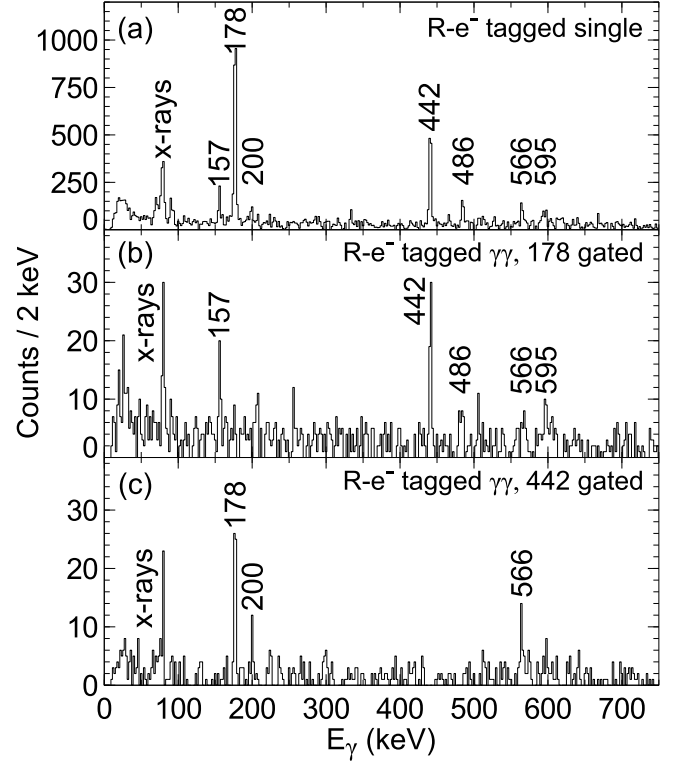 (a)
R-e⁻ tagged single
1000
750
500
250
0
x-rays
157
178
200
442
486
566
595
(b)
R-e⁻ tagged γγ, 178 gated
30
20
10
0
x-rays
157
442
486
566
595
(c)
R-e⁻ tagged γγ, 442 gated
30
20
10
0
x-rays
178
200
566
0 100 200 300 400 500 600 700
Eγ (keV)
Counts / 2 keV